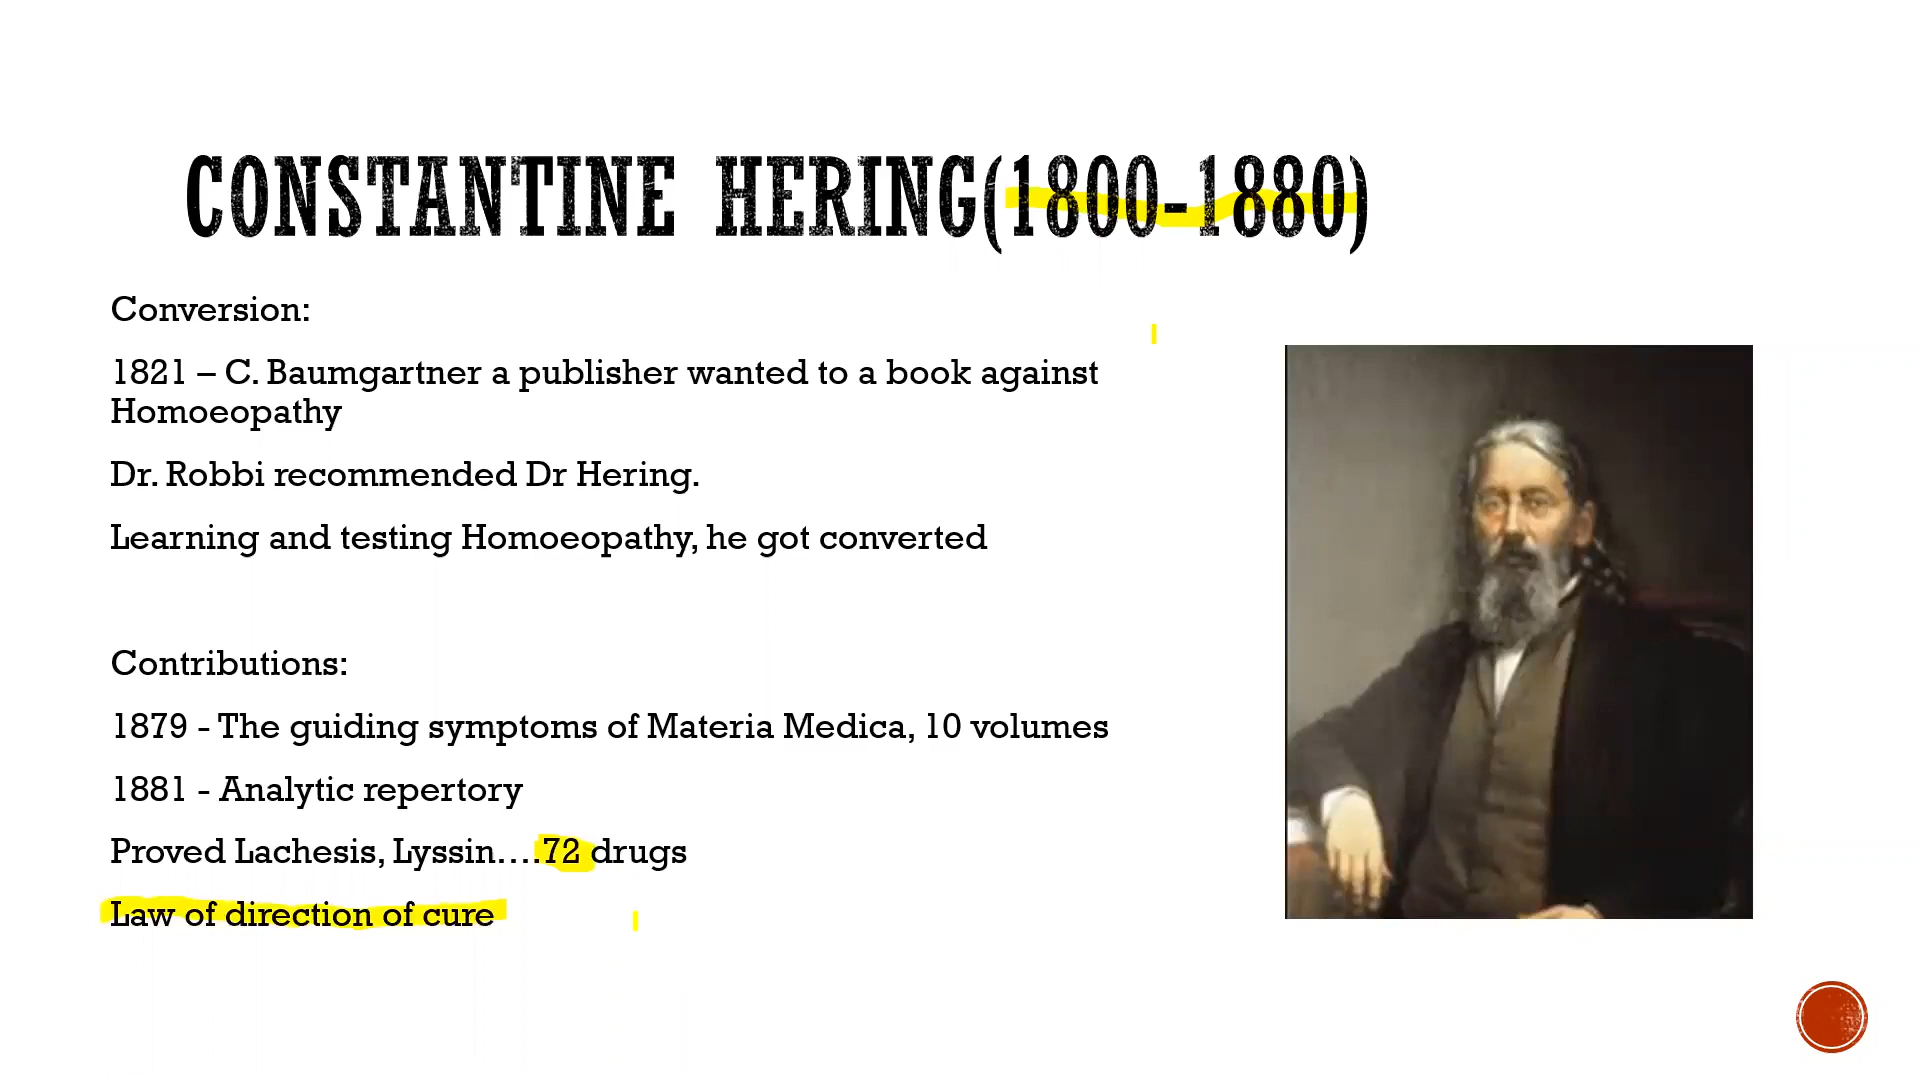 CONSTANTINE HERING(1800-1880)
Conversion:
1821 – C. Baumgartner a publisher wanted to a book against
Homoeopathy
Dr. Robbi recommended Dr Hering.
Learning and testing Homoeopathy, he got converted
Contributions:
1879 - The guiding symptoms of Materia Medica, 10 volumes
1881 - Analytic repertory
Proved Lachesis, Lyssin….72 drugs
Law of direction of cure